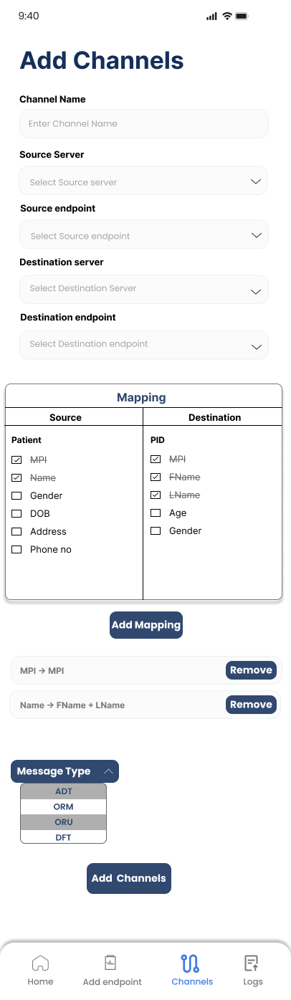 9:40
Add Channels
Channel Name
Enter Channel Name
Source Server
Select Source server
Source endpoint
Select Source endpoint
Destination server
Select Destination Server
Destination endpoint
Select Destination endpoint
Mapping
Source
Destination
Patient
MPI
Name
Gender
DOB
Address
Phone no
PID
MPI
FName
LName
Age
Gender
Add Mapping
MPI → MPI
Remove
Name → FName + LName
Remove
Message Type
ADT
ORM
ORU
DFT
Add Channels
Home
Add endpoint
Channels
Logs